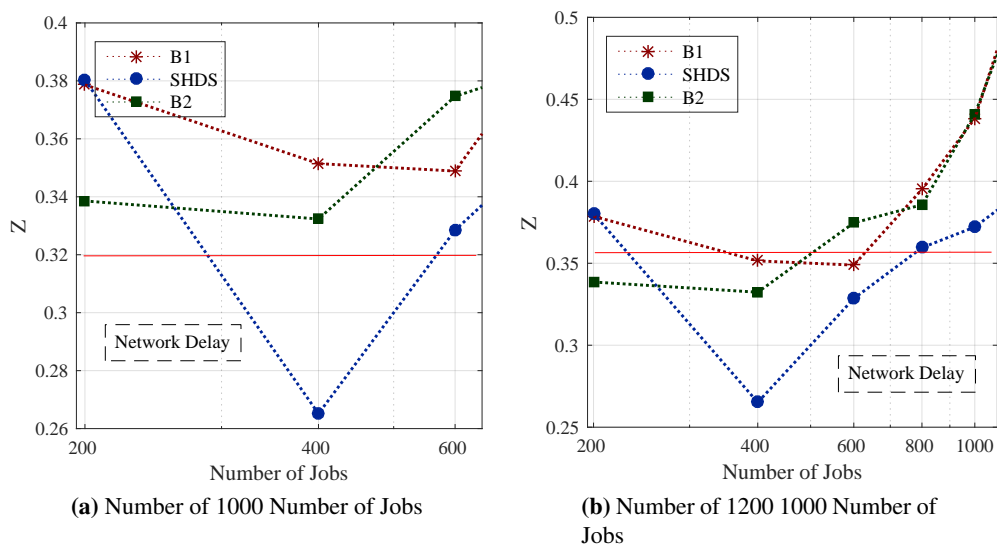 0.4
0.38
0.36
0.34
0.32
0.3
0.28
0.26
Z
B1
SHDS
B2
Network Delay
200
400
600
Number of Jobs
(a) Number of 1000 Number of Jobs
0.5
0.45
0.4
0.35
0.3
0.25
Z
B1
SHDS
B2
Network Delay
200
400
600
800
1000
Number of Jobs
(b) Number of 1200 1000 Number of
Jobs